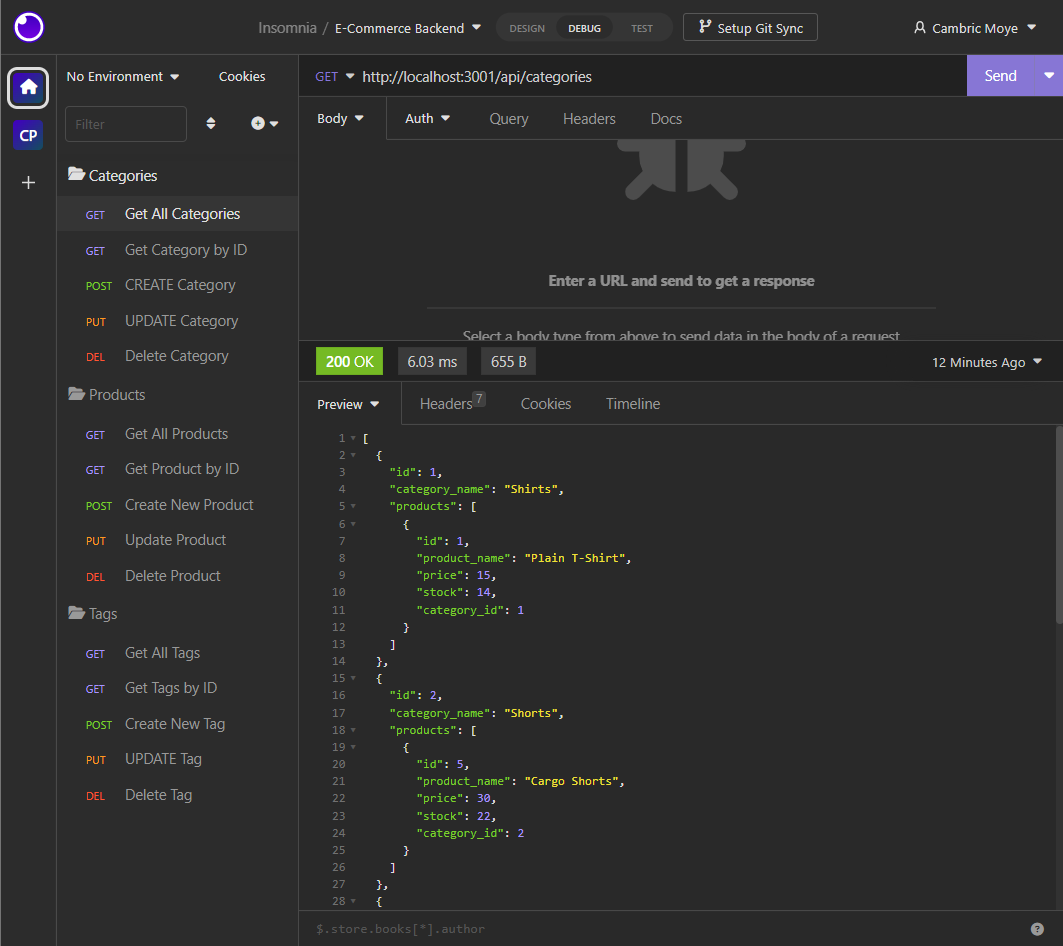 Insomnia / E-Commerce Backend DESIGN DEBUG TEST Setup Git Sync Cambric Moye
No Environment Cookies
Filter
CP
Categories
GET Get All Categories
GET Get Category by ID
POST CREATE Category
PUT UPDATE Category
DEL Delete Category
Products
GET Get All Products
GET Get Product by ID
POST Create New Product
PUT Update Product
DEL Delete Product
Tags
GET Get All Tags
GET Get Tags by ID
POST Create New Tag
PUT UPDATE Tag
DEL Delete Tag
GET http://localhost:3001/api/categories Send
Body Auth Query Headers Docs
Enter a URL and send to get a response
Select a body type from above to send data in the body of a request
200 OK 6.03 ms 655 B 12 Minutes Ago
Preview Headers 7 Cookies Timeline
1 [
2 {
3 "id": 1,
4 "category_name": "Shirts",
5 "products": [
6 {
7 "id": 1,
8 "product_name": "Plain T-Shirt",
9 "price": 15,
10 "stock": 14,
11 "category_id": 1
12 }
13 ]
14 },
15 {
16 "id": 2,
17 "category_name": "Shorts",
18 "products": [
19 {
20 "id": 5,
21 "product_name": "Cargo Shorts",
22 "price": 30,
23 "stock": 22,
24 "category_id": 2
25 }
26 ]
27 },
28 {
$.store.books[*].author ?